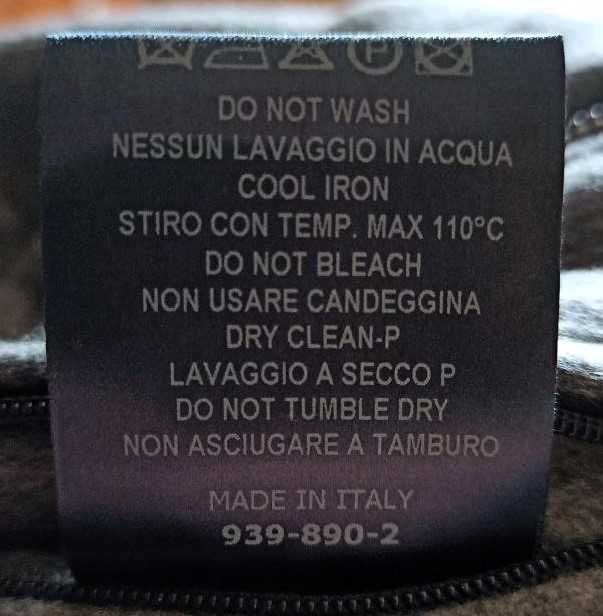 P
DO NOT WASH
NESSUN LAVAGGIO IN ACQUA
COOL IRON
STIRO CON TEMP. MAX 110°C
DO NOT BLEACH
NON USARE CANDEGGINA
DRY CLEAN-P
LAVAGGIO A SECCO P
DO NOT TUMBLE DRY
NON ASCIUGARE A TAMBURO
MADE IN ITALY
939-890-2